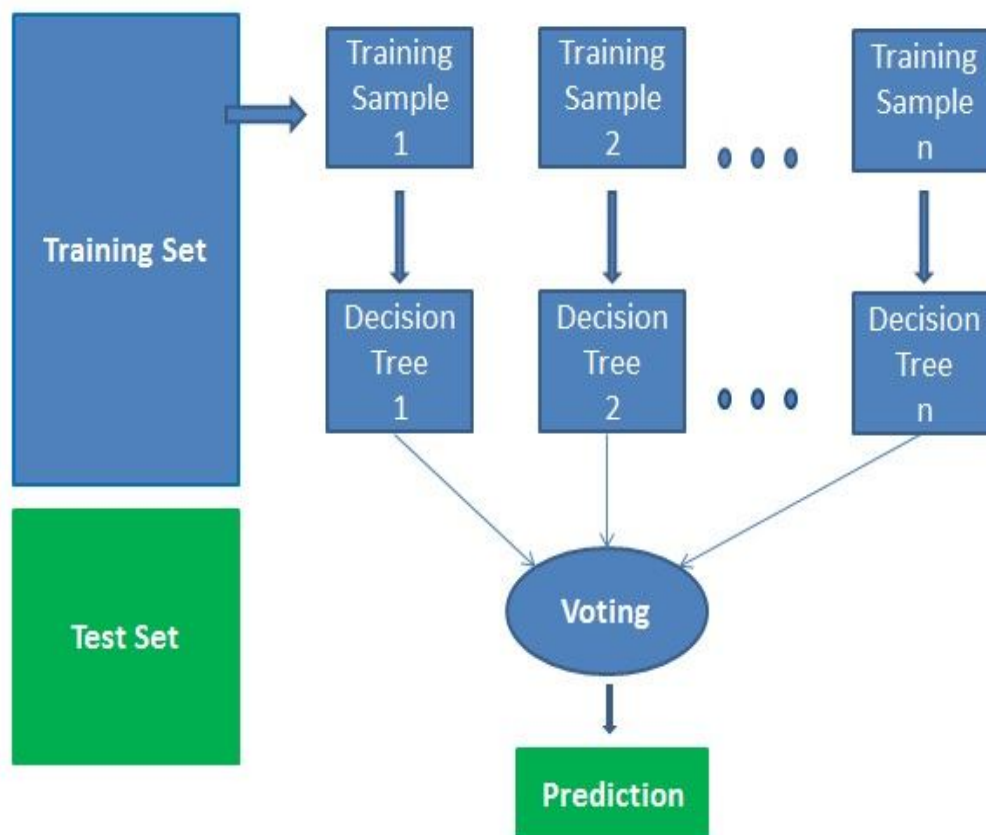 Training Set
Training
Sample
1
Training
Sample
2
Training
Sample
n
Decision
Tree
1
Decision
Tree
2
Decision
Tree
n
Test Set
Voting
Prediction